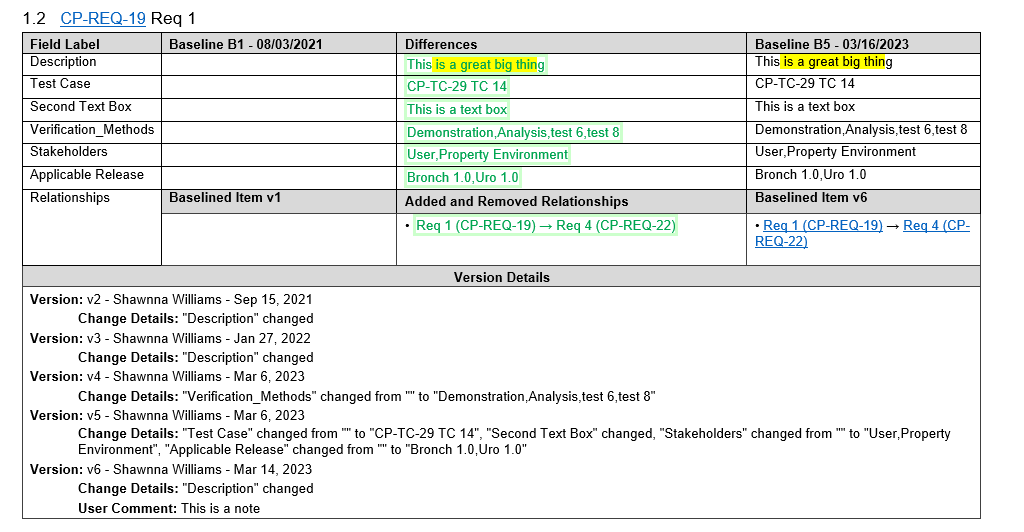 1.2 CP-REQ-19 Req 1
Field Label Baseline B1 - 08/03/2021 Differences Baseline B5 - 03/16/2023
Description This is a great big thing This is a great big thing
Test Case CP-TC-29 TC 14 CP-TC-29 TC 14
Second Text Box This is a text box This is a text box
Verification_Methods Demonstration,Analysis,test 6,test 8 Demonstration,Analysis,test 6,test 8
Stakeholders User,Property Environment User,Property Environment
Applicable Release Bronch 1.0,Uro 1.0 Bronch 1.0,Uro 1.0
Relationships Baselined Item v1 Added and Removed Relationships Baselined Item v6
• Req 1 (CP-REQ-19) → Req 4 (CP-REQ-22) • Req 1 (CP-REQ-19) → Req 4 (CP-
REQ-22)
Version Details
Version: v2 - Shawnna Williams - Sep 15, 2021
Change Details: "Description" changed
Version: v3 - Shawnna Williams - Jan 27, 2022
Change Details: "Description" changed
Version: v4 - Shawnna Williams - Mar 6, 2023
Change Details: "Verification_Methods" changed from "" to "Demonstration,Analysis,test 6,test 8"
Version: v5 - Shawnna Williams - Mar 6, 2023
Change Details: "Test Case" changed from "" to "CP-TC-29 TC 14", "Second Text Box" changed, "Stakeholders" changed from "" to "User,Property
Environment", "Applicable Release" changed from "" to "Bronch 1.0,Uro 1.0"
Version: v6 - Shawnna Williams - Mar 14, 2023
Change Details: "Description" changed
User Comment: This is a note